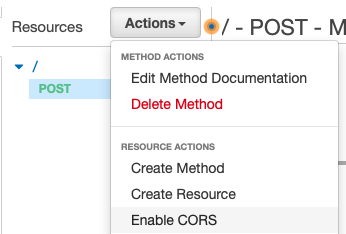 Resources
Actions
/ - POST - M
METHOD ACTIONS
Edit Method Documentation
Delete Method
/
POST
RESOURCE ACTIONS
Create Method
Create Resource
Enable CORS